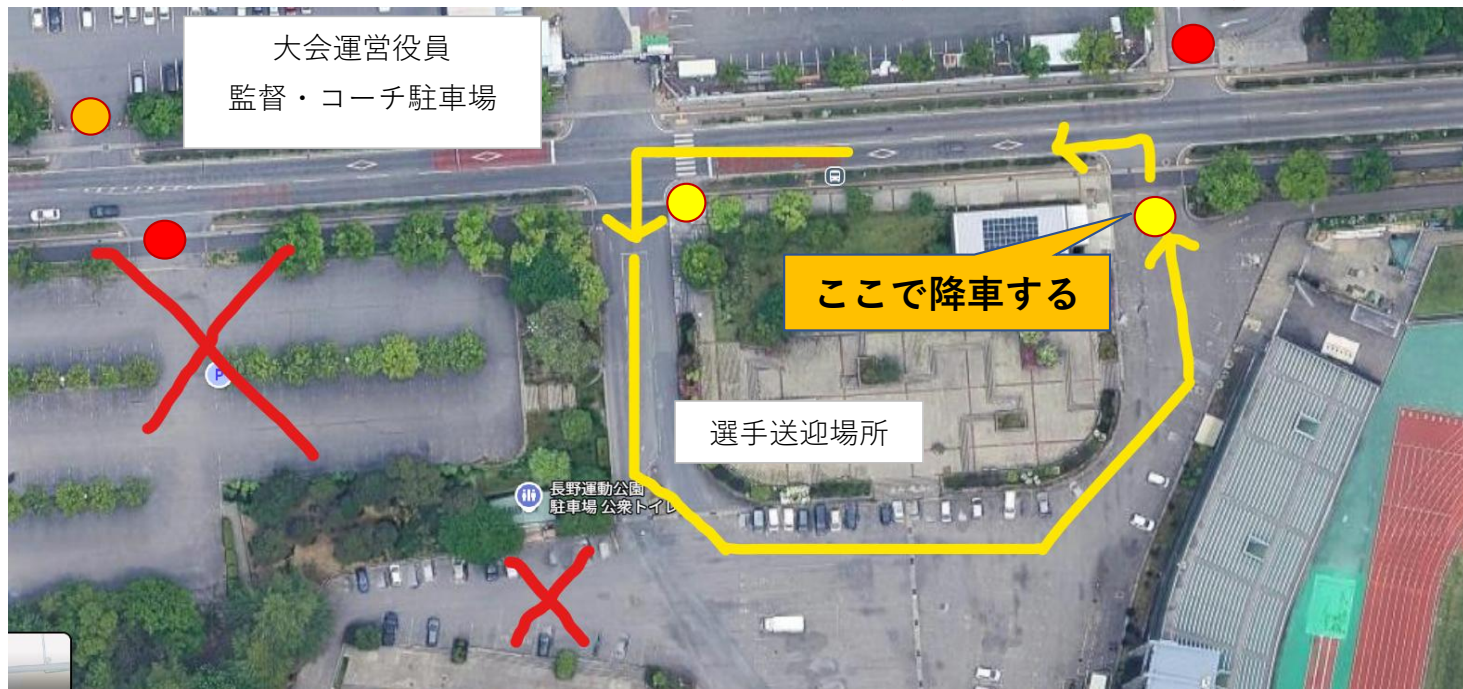 大会運営役員
監督・コーチ駐車場
ここで降車する
選手送迎場所
P
長野運動公園
駐車場 公衆トイレ